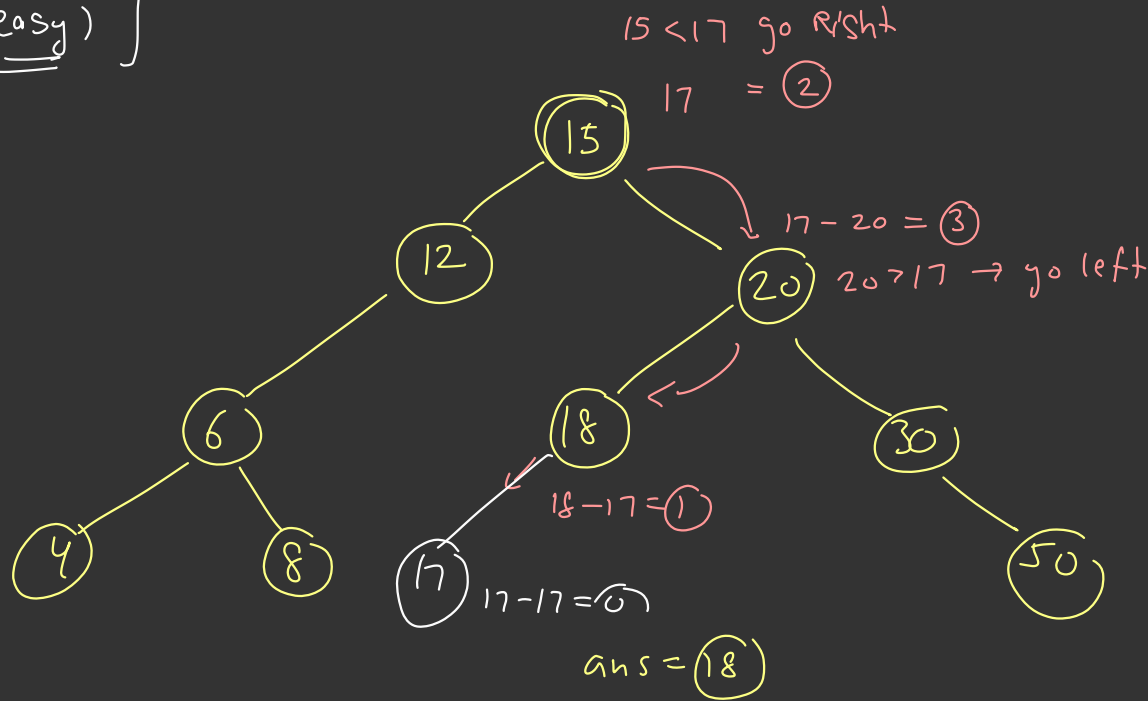 easy) ]
15 < 17 go Right
17 = 2
15
17 - 20 = 3
12
20
20 > 17 → go left
6
18
30
18 - 17 = 1
4
8
17
17 - 17 = 0
50
ans = 18